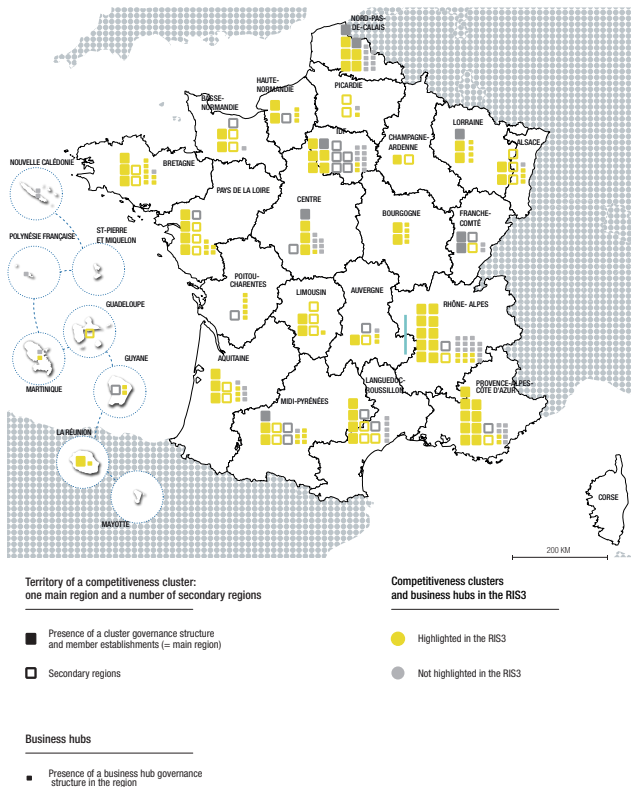 NORD-PAS-
DE-CALAIS
HAUTE-
NORMANDIE
PICARDIE
BASSE-
NORMANDIE
IDF
CHAMPAGNE-
ARDENNE
LORRAINE
ALSACE
NOUVELLE CALÉDONIE
BRETAGNE
PAYS DE LA LOIRE
CENTRE
BOURGOGNE
FRANCHE-
COMTÉ
POLYNÉSIE FRANÇAISE
ST-PIERRE
ET MIQUELON
POITOU-
CHARENTES
LIMOUSIN
AUVERGNE
RHÔNE- ALPES
GUADELOUPE
GUYANE
MARTINIQUE
AQUITAINE
MIDI-PYRÉNÉES
LANGUEDOC-
ROUSSILLON
PROVENCE-ALPES-
CÔTE D'AZUR
LA RÉUNION
MAYOTTE
CORSE
200 KM
Territory of a competitiveness cluster:
one main region and a number of secondary regions
Presence of a cluster governance structure
and member establishments (= main region)
Secondary regions
Competitiveness clusters
and business hubs in the RIS3
Highlighted in the RIS3
Not highlighted in the RIS3
Business hubs
Presence of a business hub governance
structure in the region